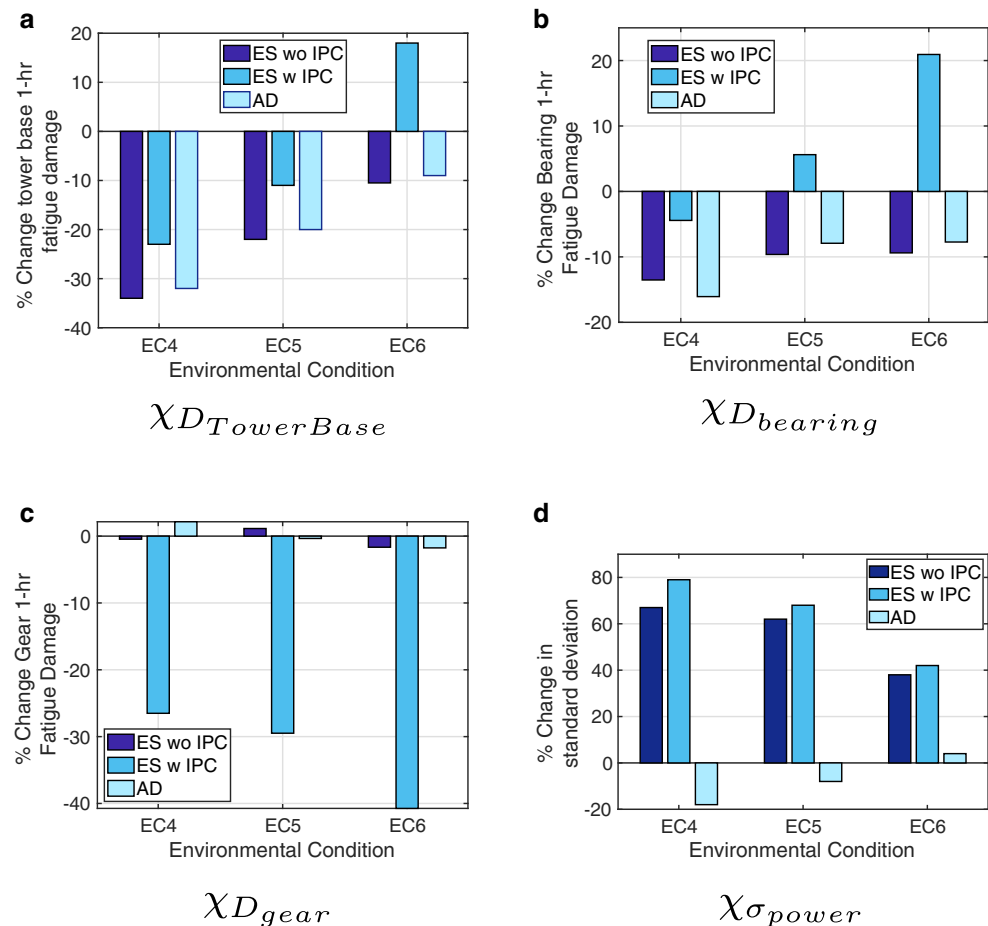 a
% Change tower base 1-hr
fatigue damage
20
10
0
-10
-20
-30
-40
ES wo IPC
ES w IPC
AD
EC4 EC5 EC6
Environmental Condition
χD_TowerBase
b
% Change Bearing 1-hr
Fatigue Damage
20
10
0
-10
-20
ES wo IPC
ES w IPC
AD
EC4 EC5 EC6
Environmental Condition
χD_bearing
c
% Change Gear 1-hr
Fatigue Damage
0
-10
-20
-30
-40
ES wo IPC
ES w IPC
AD
EC4 EC5 EC6
Environmental Condition
χD_gear
d
% Change in
standard deviation
80
60
40
20
0
-20
ES wo IPC
ES w IPC
AD
EC4 EC5 EC6
Environmental Condition
χσ_power